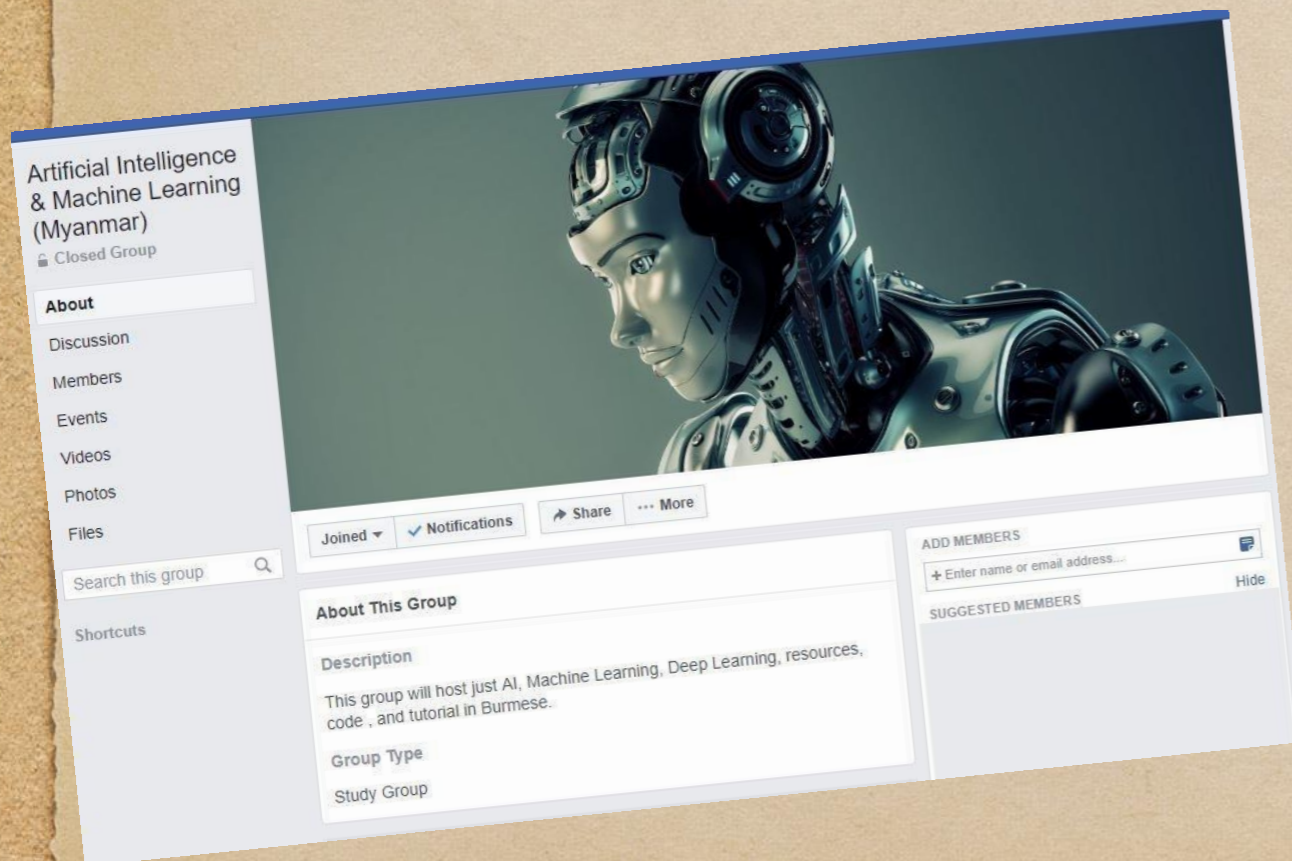 Artificial Intelligence
& Machine Learning
(Myanmar)
Closed Group
About
Discussion
Members
Events
Videos
Photos
Files
Search this group
Shortcuts
Joined
Notifications
Share
More
About This Group
Description
This group will host just AI, Machine Learning, Deep Learning, resources,
code , and tutorial in Burmese.
Group Type
Study Group
ADD MEMBERS
+ Enter name or email address...
SUGGESTED MEMBERS
Hide